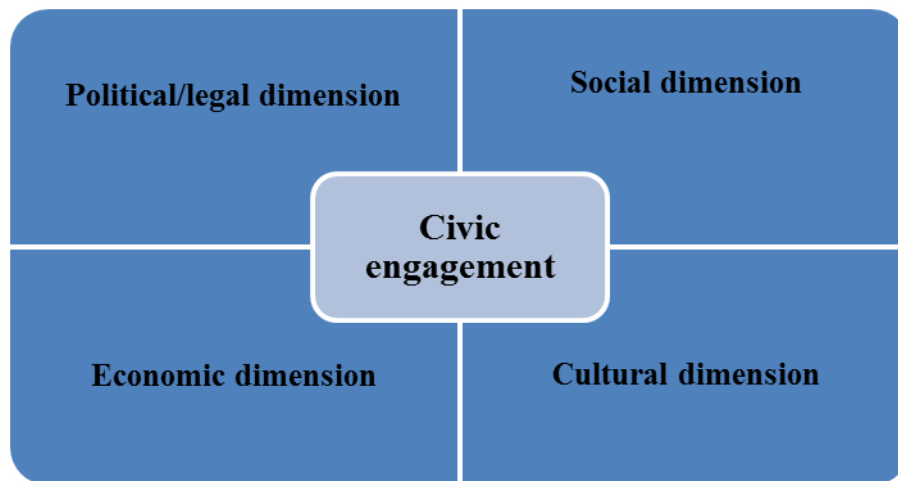 Political/legal dimension
Social dimension
Civic
engagement
Economic dimension
Cultural dimension